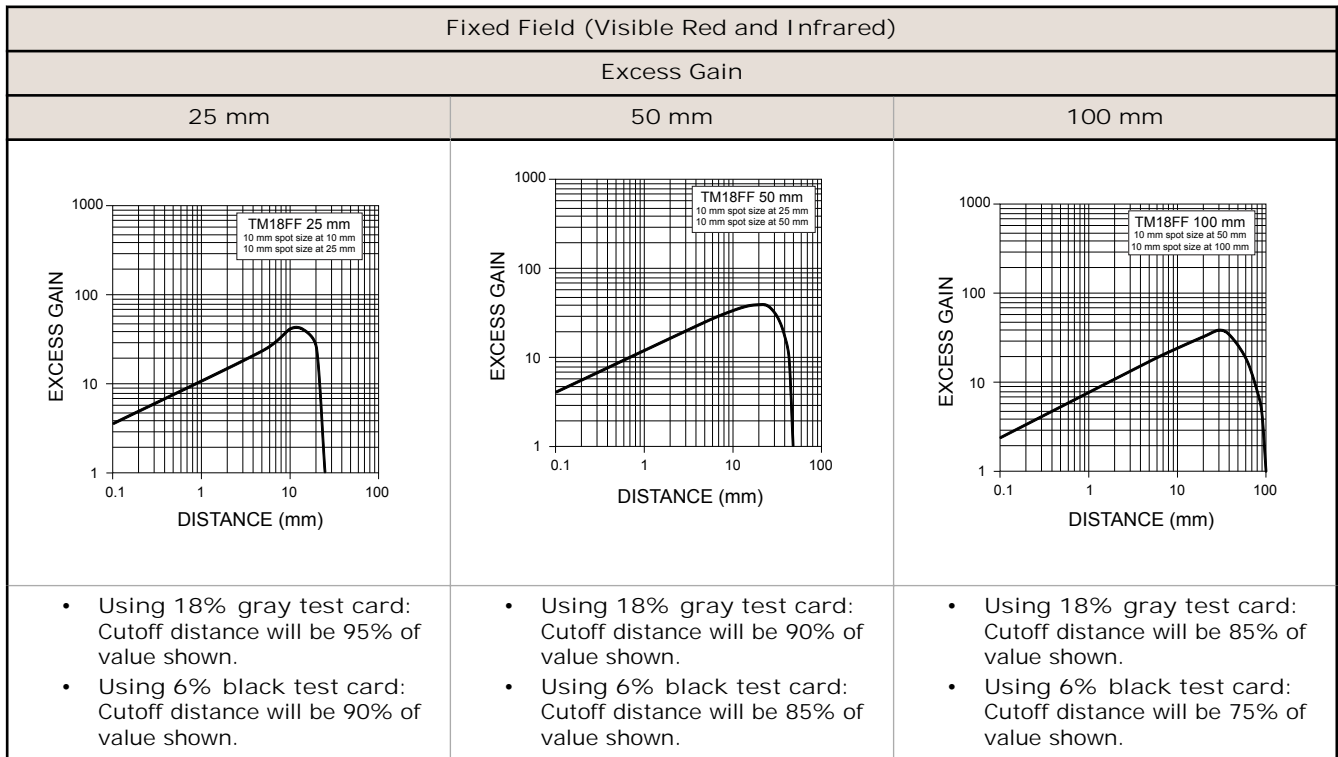 Fixed Field (Visible Red and Infrared)
Excess Gain
25 mm
50 mm
100 mm
1000
100
10
1
0.1
1
10
100
EXCESS GAIN
DISTANCE (mm)
TM18FF 25 mm
10 mm spot size at 10 mm
10 mm spot size at 25 mm
1000
100
10
1
0.1
1
10
100
EXCESS GAIN
DISTANCE (mm)
TM18FF 50 mm
10 mm spot size at 25 mm
10 mm spot size at 50 mm
1000
100
10
1
0.1
1
10
100
EXCESS GAIN
DISTANCE (mm)
TM18FF 100 mm
10 mm spot size at 50 mm
10 mm spot size at 100 mm
• Using 18% gray test card:
Cutoff distance will be 95% of
value shown.
• Using 6% black test card:
Cutoff distance will be 90% of
value shown.
• Using 18% gray test card:
Cutoff distance will be 90% of
value shown.
• Using 6% black test card:
Cutoff distance will be 85% of
value shown.
• Using 18% gray test card:
Cutoff distance will be 85% of
value shown.
• Using 6% black test card:
Cutoff distance will be 75% of
value shown.